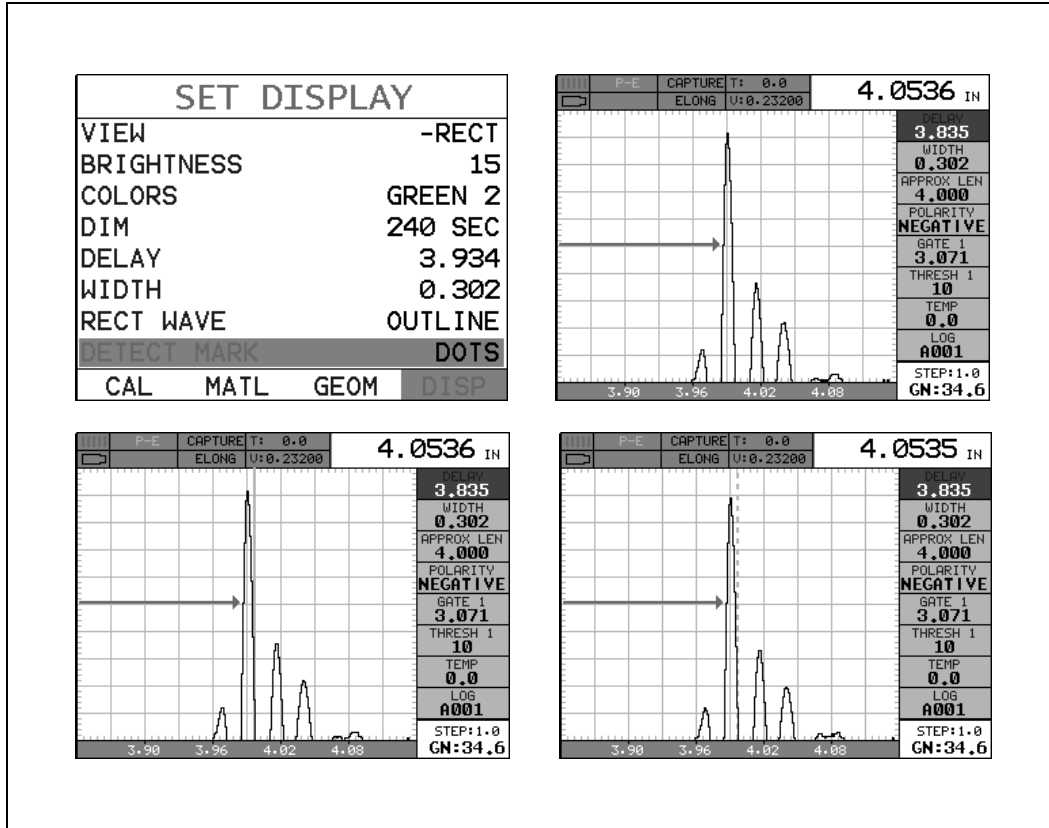 SET DISPLAY
VIEW -RECT
BRIGHTNESS 15
COLORS GREEN 2
DIM 240 SEC
DELAY 3.934
WIDTH 0.302
RECT WAVE OUTLINE
DETECT MARK DOTS
CAL MATL GEOM DISP
P-E CAPTURE T: 0.0 4.0536 IN
ELONG V:0.23200
DELAY
3.835
WIDTH
0.302
APPROX LEN
4.000
POLARITY
NEGATIVE
GATE 1
3.071
THRESH 1
10
TEMP
0.0
LOG
A001
STEP:1.0
GN:34.6
3.90 3.96 4.02 4.08
P-E CAPTURE T: 0.0 4.0536 IN
ELONG V:0.23200
DELAY
3.835
WIDTH
0.302
APPROX LEN
4.000
POLARITY
NEGATIVE
GATE 1
3.071
THRESH 1
10
TEMP
0.0
LOG
A001
STEP:1.0
GN:34.6
3.90 3.96 4.02 4.08
P-E CAPTURE T: 0.0 4.0535 IN
ELONG V:0.23200
DELAY
3.835
WIDTH
0.302
APPROX LEN
4.000
POLARITY
NEGATIVE
GATE 1
3.071
THRESH 1
10
TEMP
0.0
LOG
A001
STEP:1.0
GN:34.6
3.90 3.96 4.02 4.08